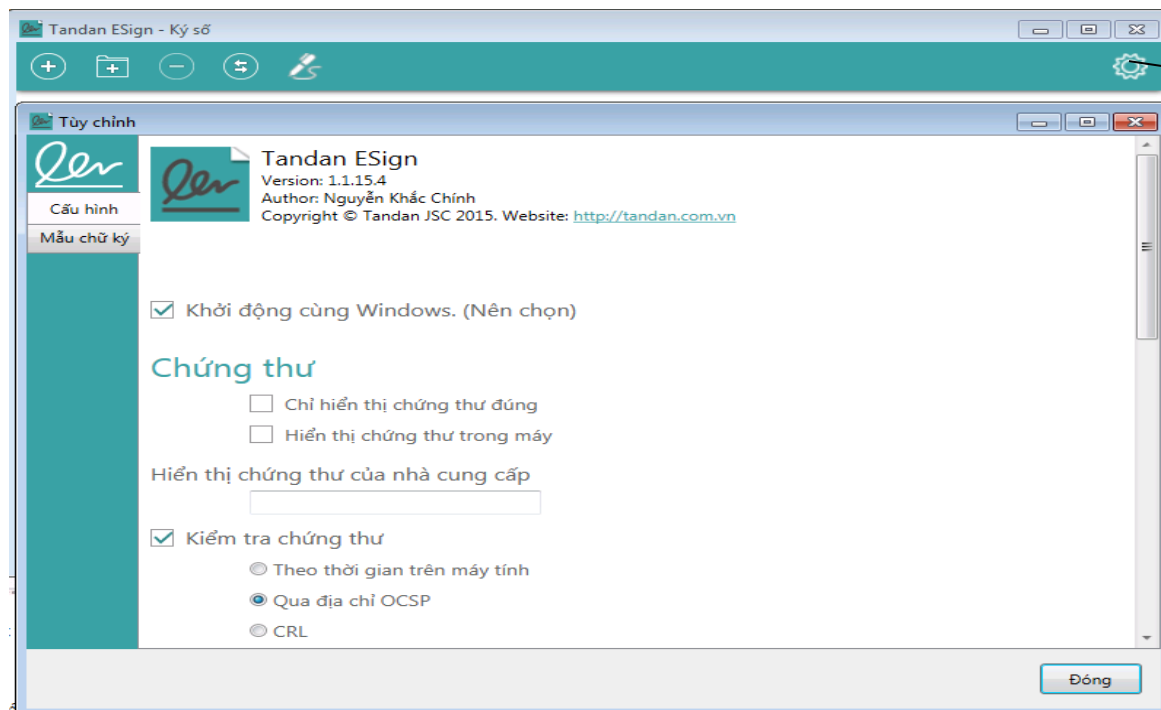 Tandan ESign - Ký số
Tùy chỉnh
Tandan ESign
Version: 1.1.15.4
Author: Nguyễn Khắc Chính
Copyright © Tandan JSC 2015. Website: http://tandan.com.vn
Cấu hình
Mẫu chữ ký
Khởi động cùng Windows. (Nên chọn)
Chứng thư
Chỉ hiển thị chứng thư đúng
Hiển thị chứng thư trong máy
Hiển thị chứng thư của nhà cung cấp
Kiểm tra chứng thư
Theo thời gian trên máy tính
Qua địa chỉ OCSP
CRL
Đóng